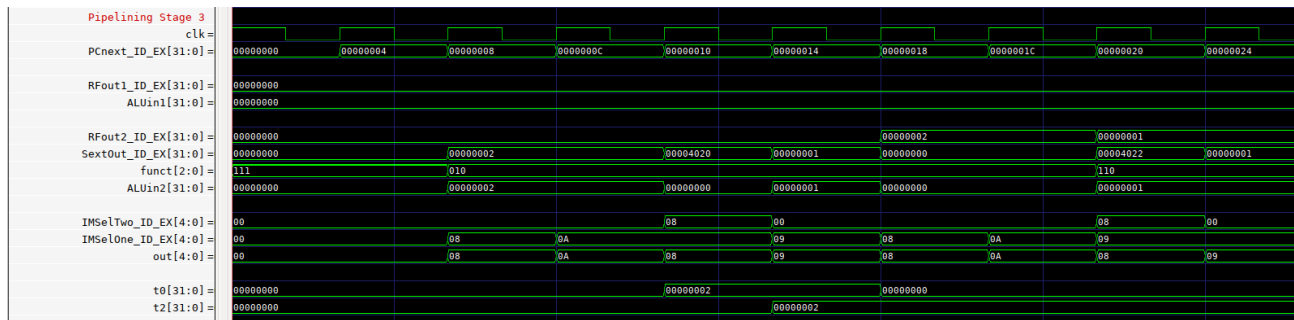 Pipelining Stage 3
clk=
PCnext_ID_EX[31:0]= 00000000 00000004 00000008 0000000C 00000010 00000014 00000018 0000001C 00000020 00000024
RFout1_ID_EX[31:0]= 00000000
ALUin1[31:0]= 00000000
RFout2_ID_EX[31:0]= 00000000 00000002 00000001
SextOut_ID_EX[31:0]= 00000000 00000002 00004020 00000001 00000000 00004022 00000001
funct[2:0]= 111 010 110
ALUin2[31:0]= 00000000 00000002 00000000 00000001 00000000 00000001
IMSelTwo_ID_EX[4:0]= 00 08 00 08 00
IMSelOne_ID_EX[4:0]= 00 08 0A 09 08 0A 09
out[4:0]= 00 08 0A 08 09 08 0A 08 09
t0[31:0]= 00000000 00000002 00000000
t2[31:0]= 00000000 00000002